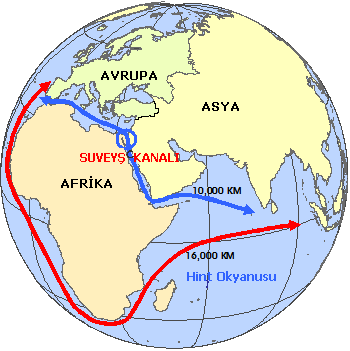 AVRUPA
ASYA
SUVEYŞ KANALI
AFRİKA
10,000 KM
16,000 KM
Hint Okyanusu